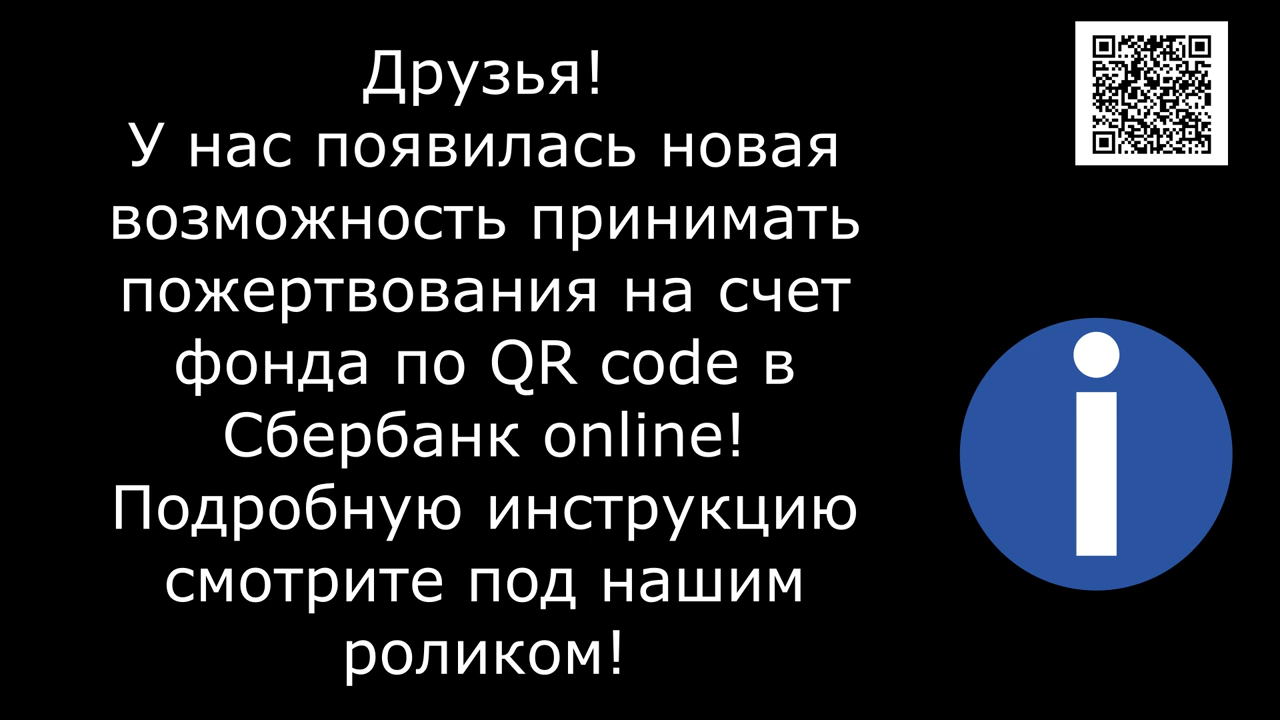 Друзья!
У нас появилась новая
возможность принимать
пожертвования на счет
фонда по QR code в
Сбербанк online!
Подробную инструкцию
смотрите под нашим
роликом!
i